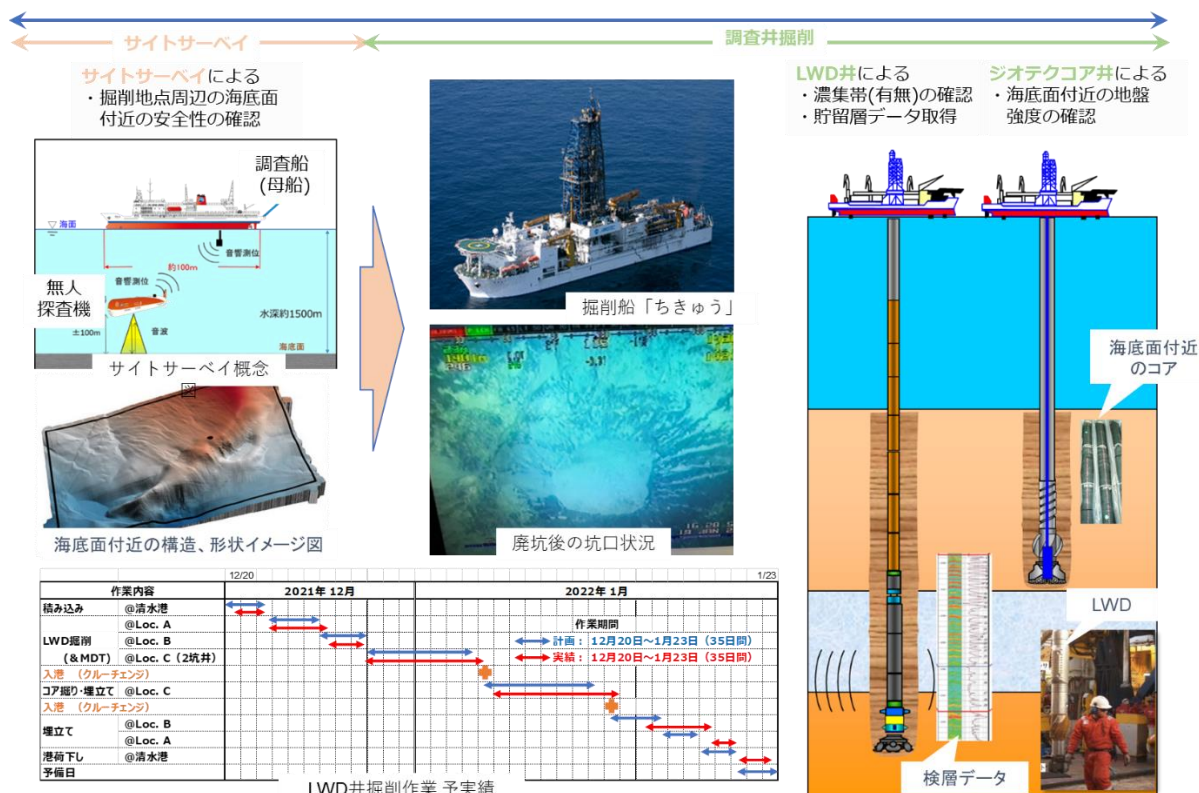 サイトサーベイ
調査井掘削
サイトサーベイによる
・掘削地点周辺の海底面
付近の安全性の確認
調査船
(母船)
海面
音響測位
約100m
音響測位
無人
探査機
±100m
音波
水深約1500m
海底面
サイトサーベイ概念
図
海底面付近の構造、形状イメージ図
掘削船「ちきゅう」
廃坑後の坑口状況
LWD井による
・濃集帯(有無)の確認
・貯留層データ取得
ジオテクコア井による
・海底面付近の地盤
強度の確認
海底面付近
のコア
LWD
検層データ
12/20
1/23
作業内容
2021年 12月
2022年 1月
積み込み @清水港
@Loc. A
LWD掘削 @Loc. B
(&MDT) @Loc. C（2坑井）
入港 （クルーチェンジ）
コア掘り・埋立て @Loc. C
入港 （クルーチェンジ）
埋立て @Loc. B
@Loc. A
港荷下し @清水港
予備日
作業期間
計画： 12月20日～1月23日（35日間）
実績： 12月20日～1月23日（35日間）
LWD井掘削作業 予実績